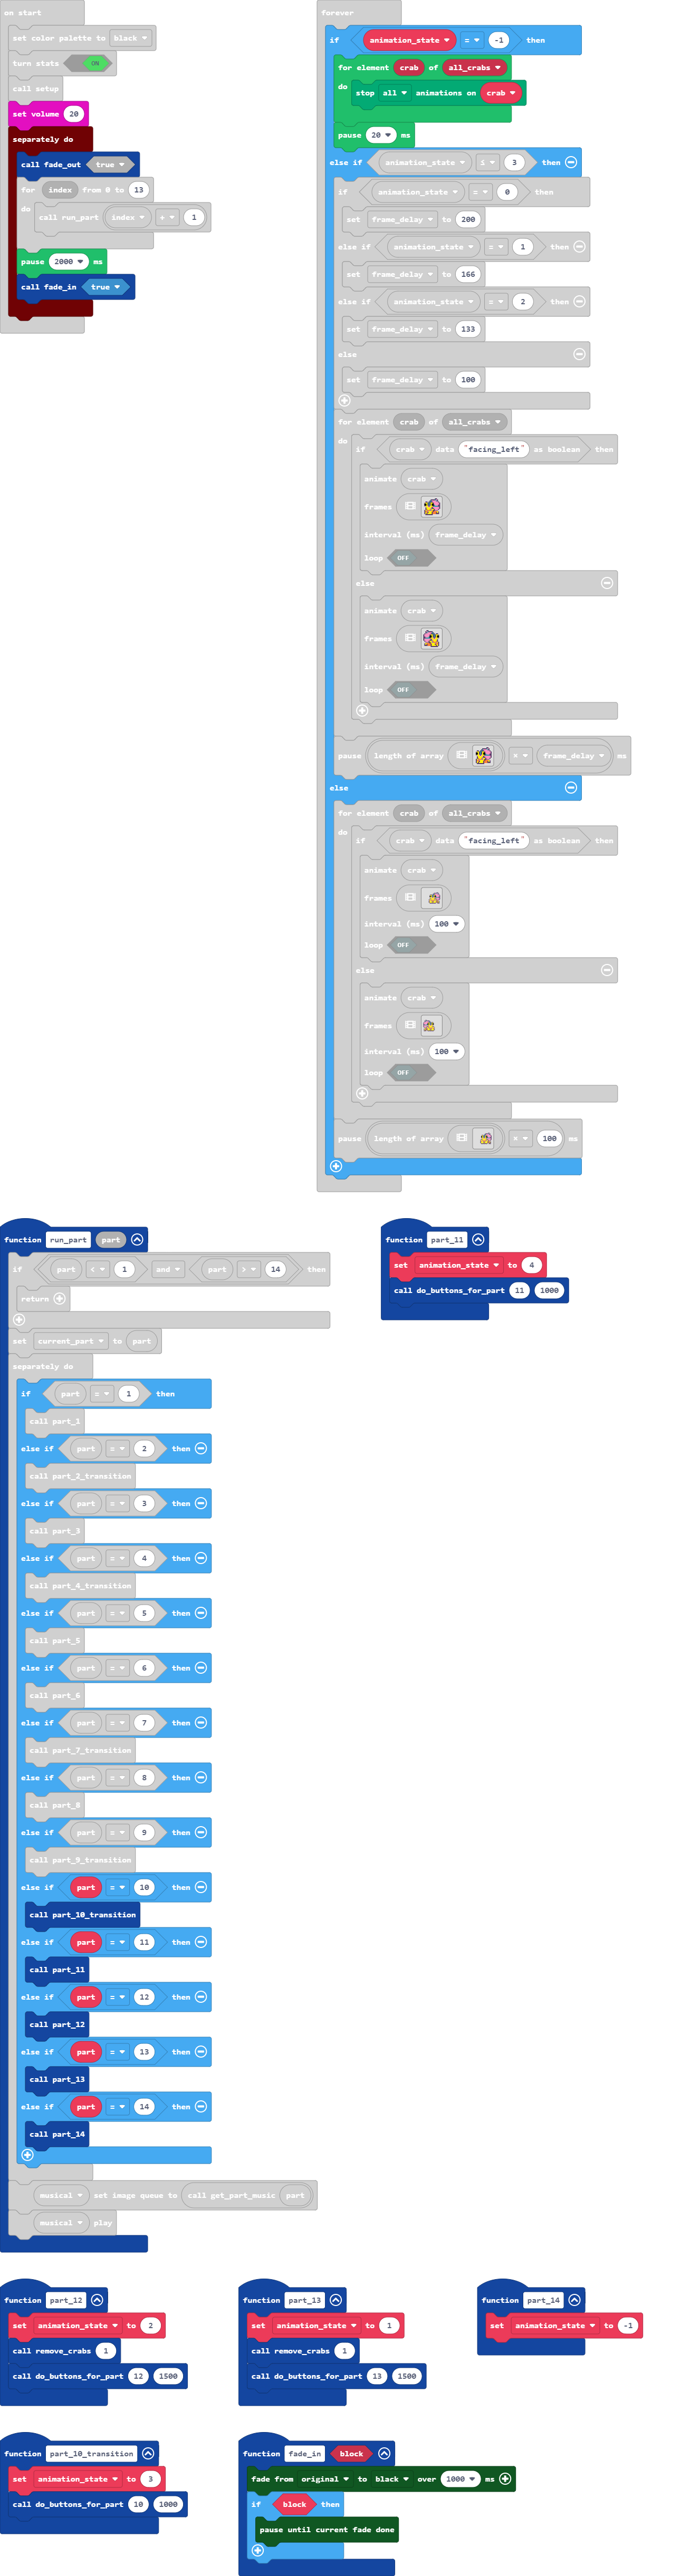 on start
set color palette to black
turn stats ON
call setup
set volume 20
separately do
call fade_out true
for index from 0 to 13
do
call run_part index + 1
pause 2000 ms
call fade_in true
forever
if animation_state = -1 then
for element crab of all_crabs
do stop all animations on crab
pause 20 ms
else if animation_state ≤ 3 then
if animation_state = 0 then
set frame_delay to 200
else if animation_state = 1 then
set frame_delay to 166
else if animation_state = 2 then
set frame_delay to 133
else
set frame_delay to 100
for element crab of all_crabs
do if crab data "facing_left" as boolean then
animate crab
frames
interval (ms) frame_delay
loop OFF
else
animate crab
frames
interval (ms) frame_delay
loop OFF
pause length of array × frame_delay ms
else
for element crab of all_crabs
do if crab data "facing_left" as boolean then
animate crab
frames
interval (ms) 100
loop OFF
else
animate crab
frames
interval (ms) 100
loop OFF
pause length of array × 100 ms
function run_part part
if part < 1 and part > 14 then
return
set current_part to part
separately do
if part = 1 then
call part_1
else if part = 2 then
call part_2_transition
else if part = 3 then
call part_3
else if part = 4 then
call part_4_transition
else if part = 5 then
call part_5
else if part = 6 then
call part_6
else if part = 7 then
call part_7_transition
else if part = 8 then
call part_8
else if part = 9 then
call part_9_transition
else if part = 10 then
call part_10_transition
else if part = 11 then
call part_11
else if part = 12 then
call part_12
else if part = 13 then
call part_13
else if part = 14 then
call part_14
musical set image queue to call get_part_music part
musical play
function part_11
set animation_state to 4
call do_buttons_for_part 11 1000
function part_12
set animation_state to 2
call remove_crabs 1
call do_buttons_for_part 12 1500
function part_13
set animation_state to 1
call remove_crabs 1
call do_buttons_for_part 13 1500
function part_14
set animation_state to -1
function part_10_transition
set animation_state to 3
call do_buttons_for_part 10 1000
function fade_in block
fade from original to black over 1000 ms
if block then
pause until current fade done